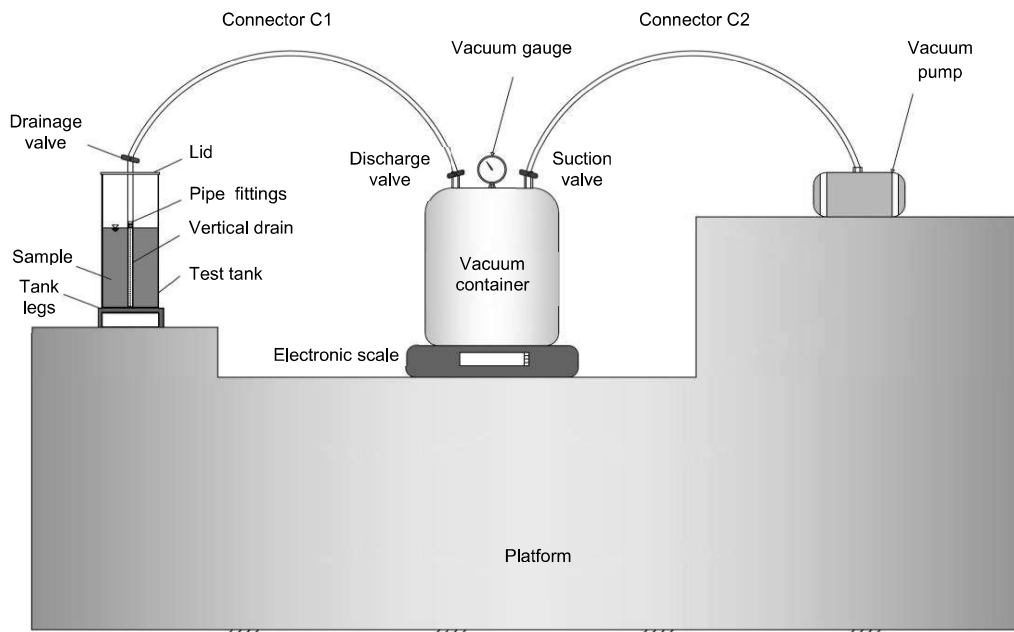 Connector C1
Connector C2
Vacuum gauge
Vacuum
pump
Drainage
valve
Lid
Discharge
valve
Suction
valve
Pipe fittings
Vertical drain
Sample
Test tank
Tank
legs
Vacuum
container
Electronic scale
Platform